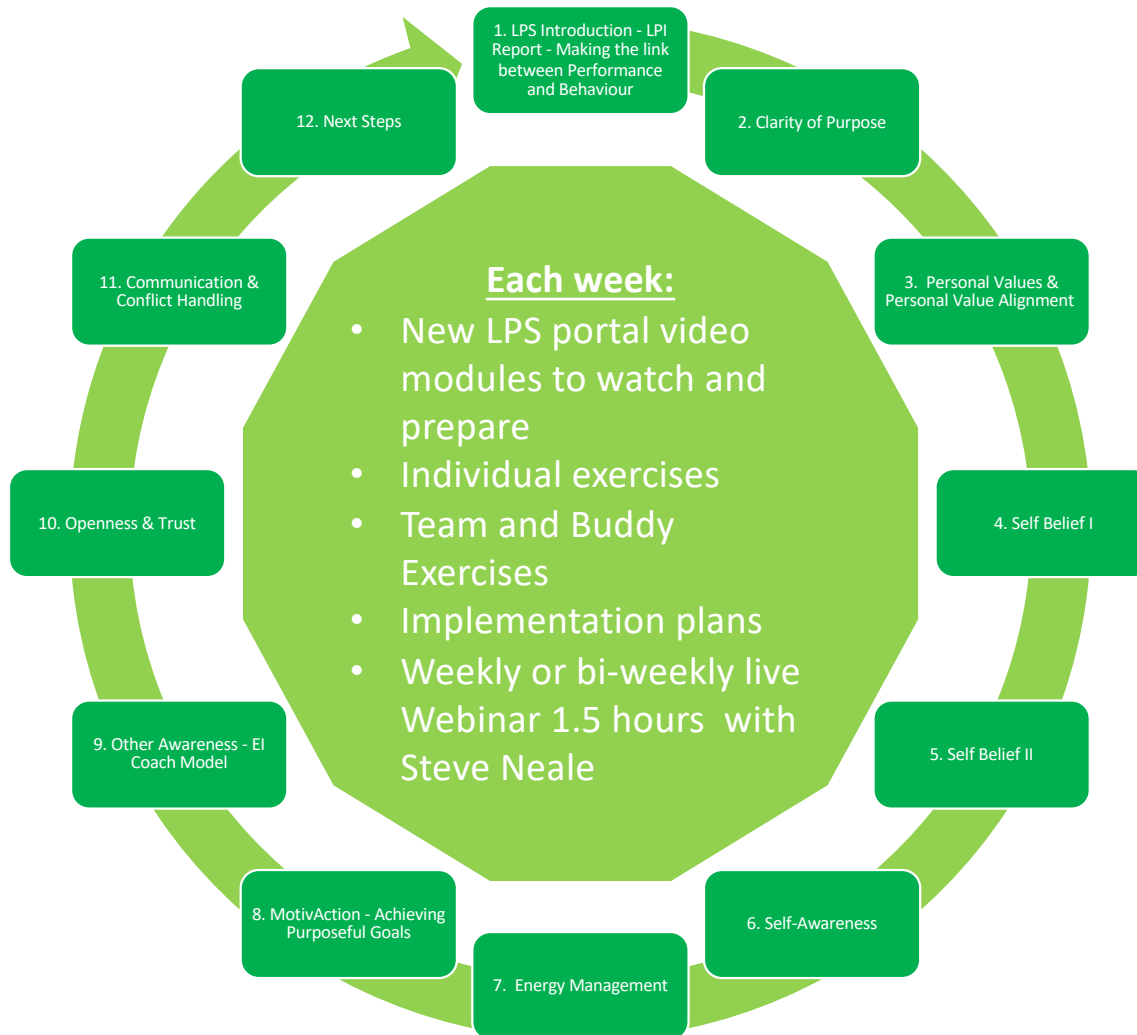 1. LPS Introduction - LPI
Report - Making the link
between Performance
and Behaviour
2. Clarity of Purpose
3.  Personal Values &
Personal Value Alignment
4. Self Belief I
5. Self Belief II
6. Self-Awareness
7.  Energy Management
8. MotivAction - Achieving
Purposeful Goals
9. Other Awareness - EI
Coach Model
10. Openness & Trust
11. Communication &
Conflict Handling
12. Next Steps
Each week:
• New LPS portal video
modules to watch and
prepare
• Individual exercises
• Team and Buddy
Exercises
• Implementation plans
• Weekly or bi-weekly live
Webinar 1.5 hours  with
Steve Neale